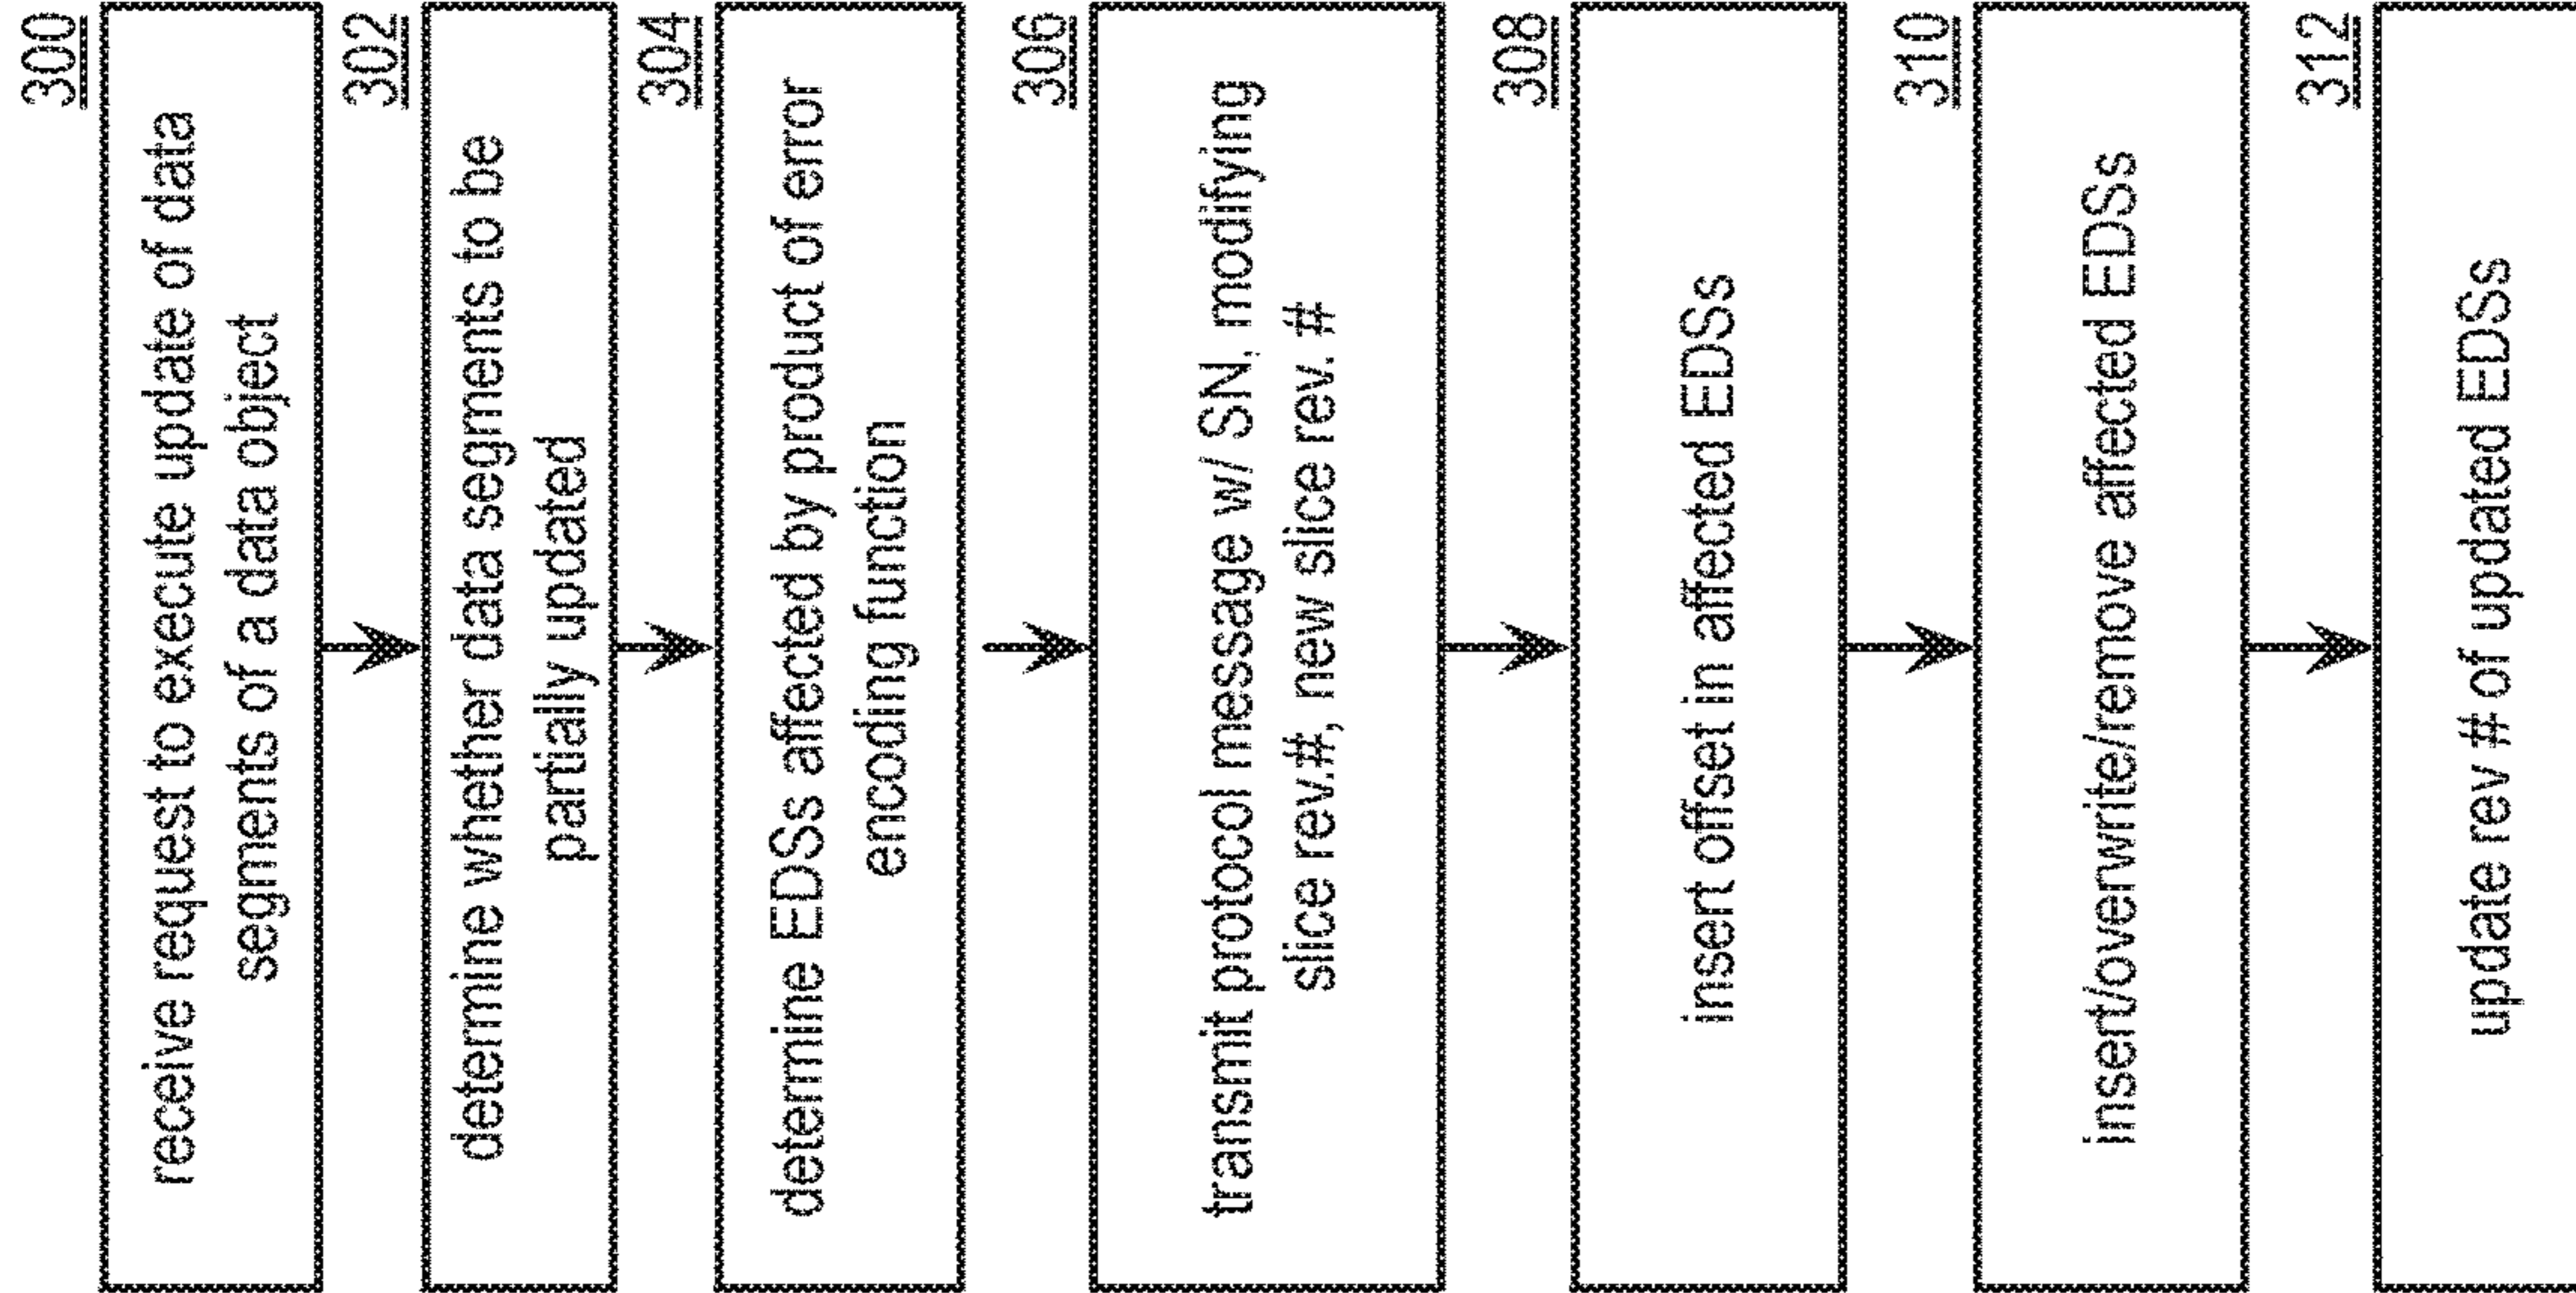 300
receive request to execute update of data
segments of a data object
302
determine whether data segments to be
partially updated
304
determine EDSs affected by product of error
encoding function
306
transmit protocol message w/ SN, modifying
slice rev.#, new slice rev. #
308
insert offset in affected EDSs
310
insert/overwrite/remove affected EDSs
312
update rev # of updated EDSs